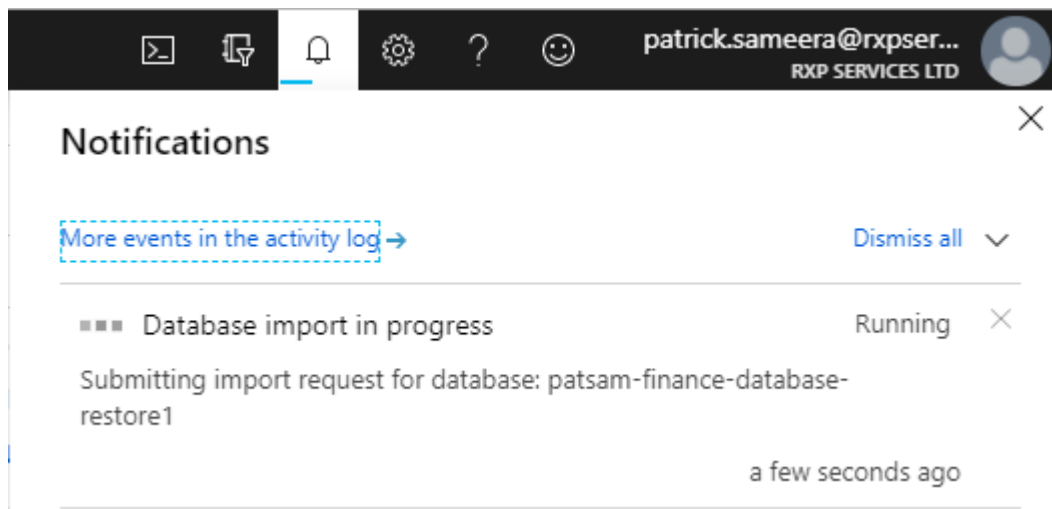 patrick.sameera@rxpser...
RXP SERVICES LTD
Notifications
More events in the activity log →
Dismiss all
Database import in progress
Running
Submitting import request for database: patsam-finance-database-
restore1
a few seconds ago